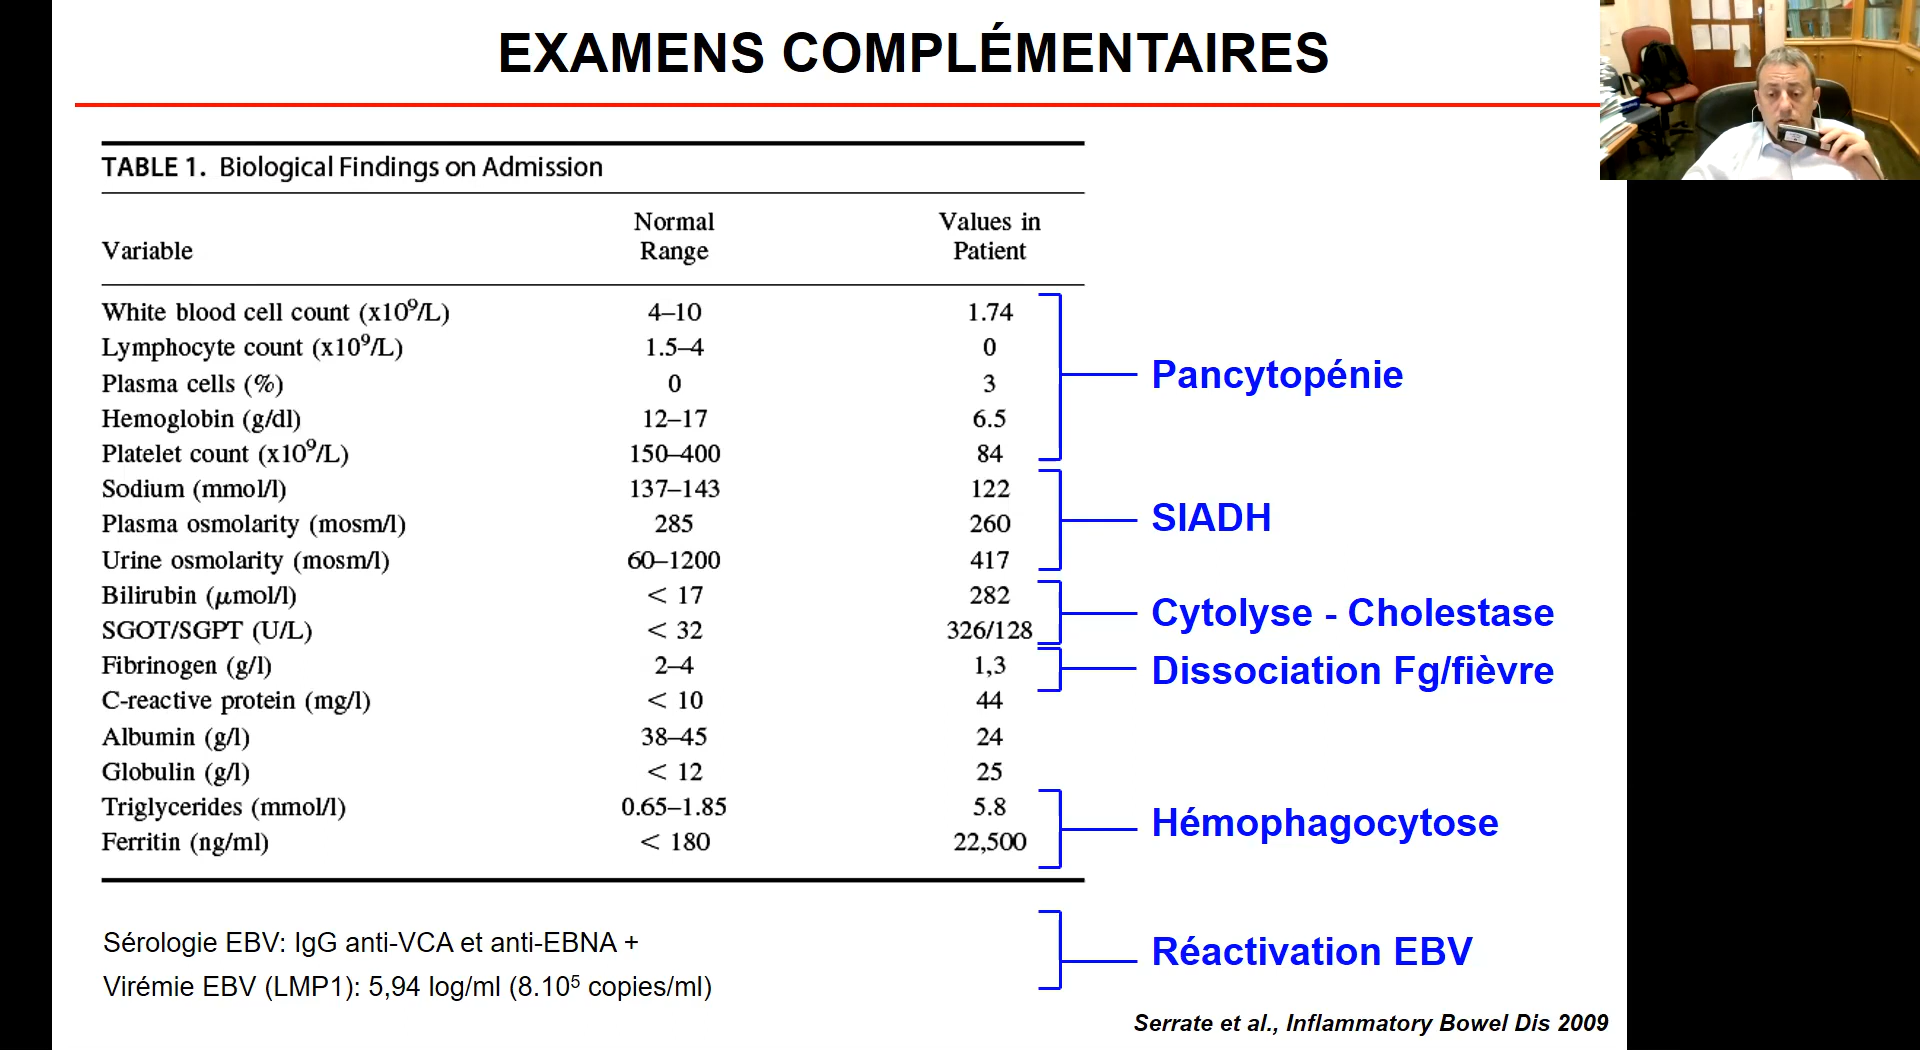 EXAMENS COMPLÉMENTAIRES
TABLE 1. Biological Findings on Admission
Variable Normal Range Values in Patient
White blood cell count (x10⁹/L) 4–10 1.74
Lymphocyte count (x10⁹/L) 1.5–4 0
Plasma cells (%) 0 3
Hemoglobin (g/dl) 12–17 6.5
Platelet count (x10⁹/L) 150–400 84
Pancytopénie
Sodium (mmol/l) 137–143 122
Plasma osmolarity (mosm/l) 285 260
Urine osmolarity (mosm/l) 60–1200 417
SIADH
Bilirubin (μmol/l) < 17 282
SGOT/SGPT (U/L) < 32 326/128
Cytolyse - Cholestase
Fibrinogen (g/l) 2–4 1,3
Dissociation Fg/fièvre
C-reactive protein (mg/l) < 10 44
Albumin (g/l) 38–45 24
Globulin (g/l) < 12 25
Triglycerides (mmol/l) 0.65–1.85 5.8
Ferritin (ng/ml) < 180 22,500
Hémophagocytose
Sérologie EBV: IgG anti-VCA et anti-EBNA +
Virémie EBV (LMP1): 5,94 log/ml (8.10⁵ copies/ml)
Réactivation EBV
Serrate et al., Inflammatory Bowel Dis 2009